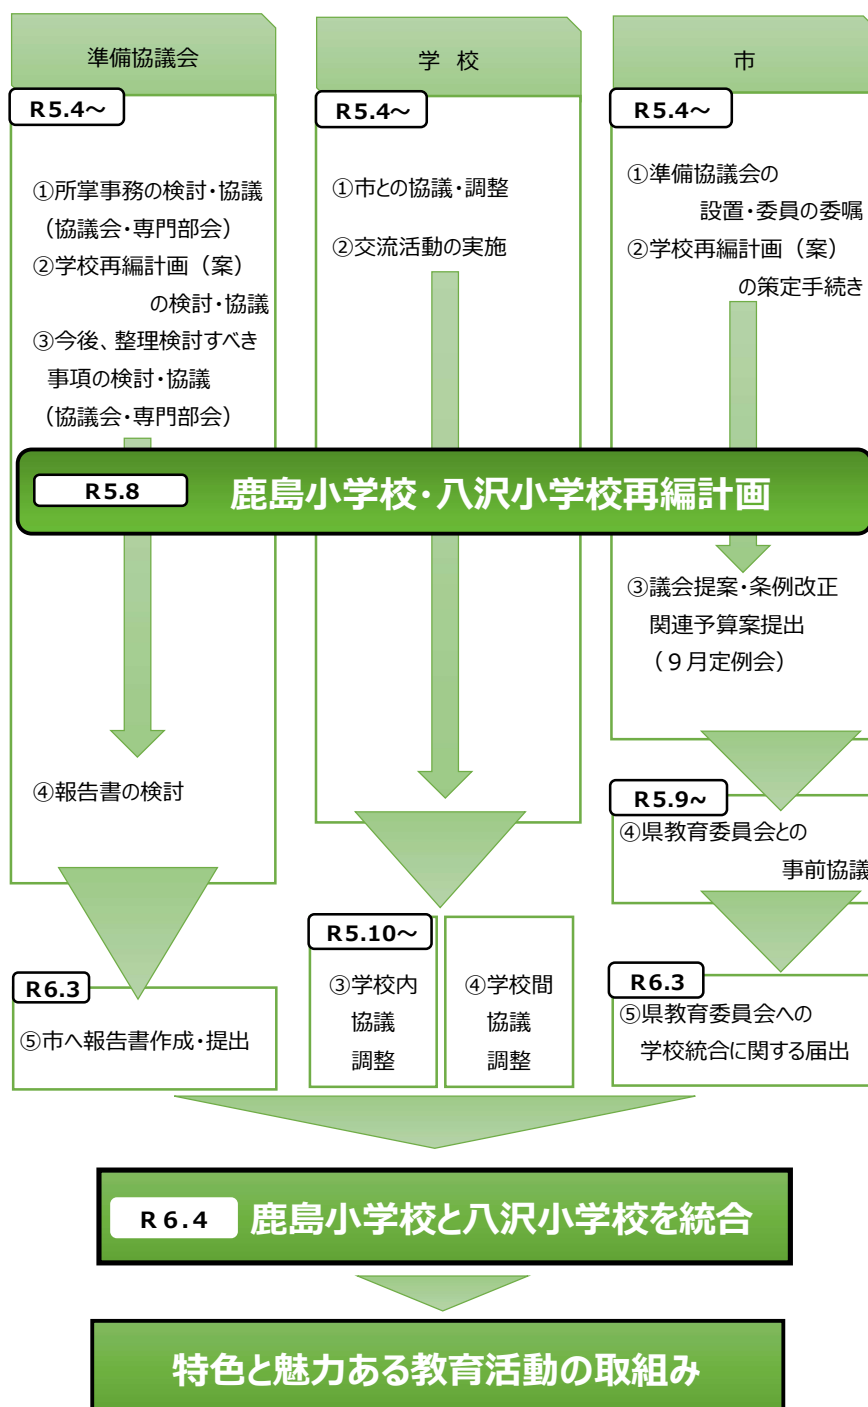 準備協議会
R5.4～
①所掌事務の検討・協議
（協議会・専門部会）
②学校再編計画（案）
の検討・協議
③今後、整理検討すべき
事項の検討・協議
（協議会・専門部会）
学 校
R5.4～
①市との協議・調整
②交流活動の実施
市
R5.4～
①準備協議会の
設置・委員の委嘱
②学校再編計画（案）
の策定手続き
R5.8 鹿島小学校・八沢小学校再編計画
④報告書の検討
R6.3
⑤市へ報告書作成・提出
R5.10～
③学校内
協議
調整
④学校間
協議
調整
③議会提案・条例改正
関連予算案提出
（９月定例会）
R5.9~
④県教育委員会との
事前協議
R6.3
⑤県教育委員会への
学校統合に関する届出
R6.4 鹿島小学校と八沢小学校を統合
特色と魅力ある教育活動の取組み